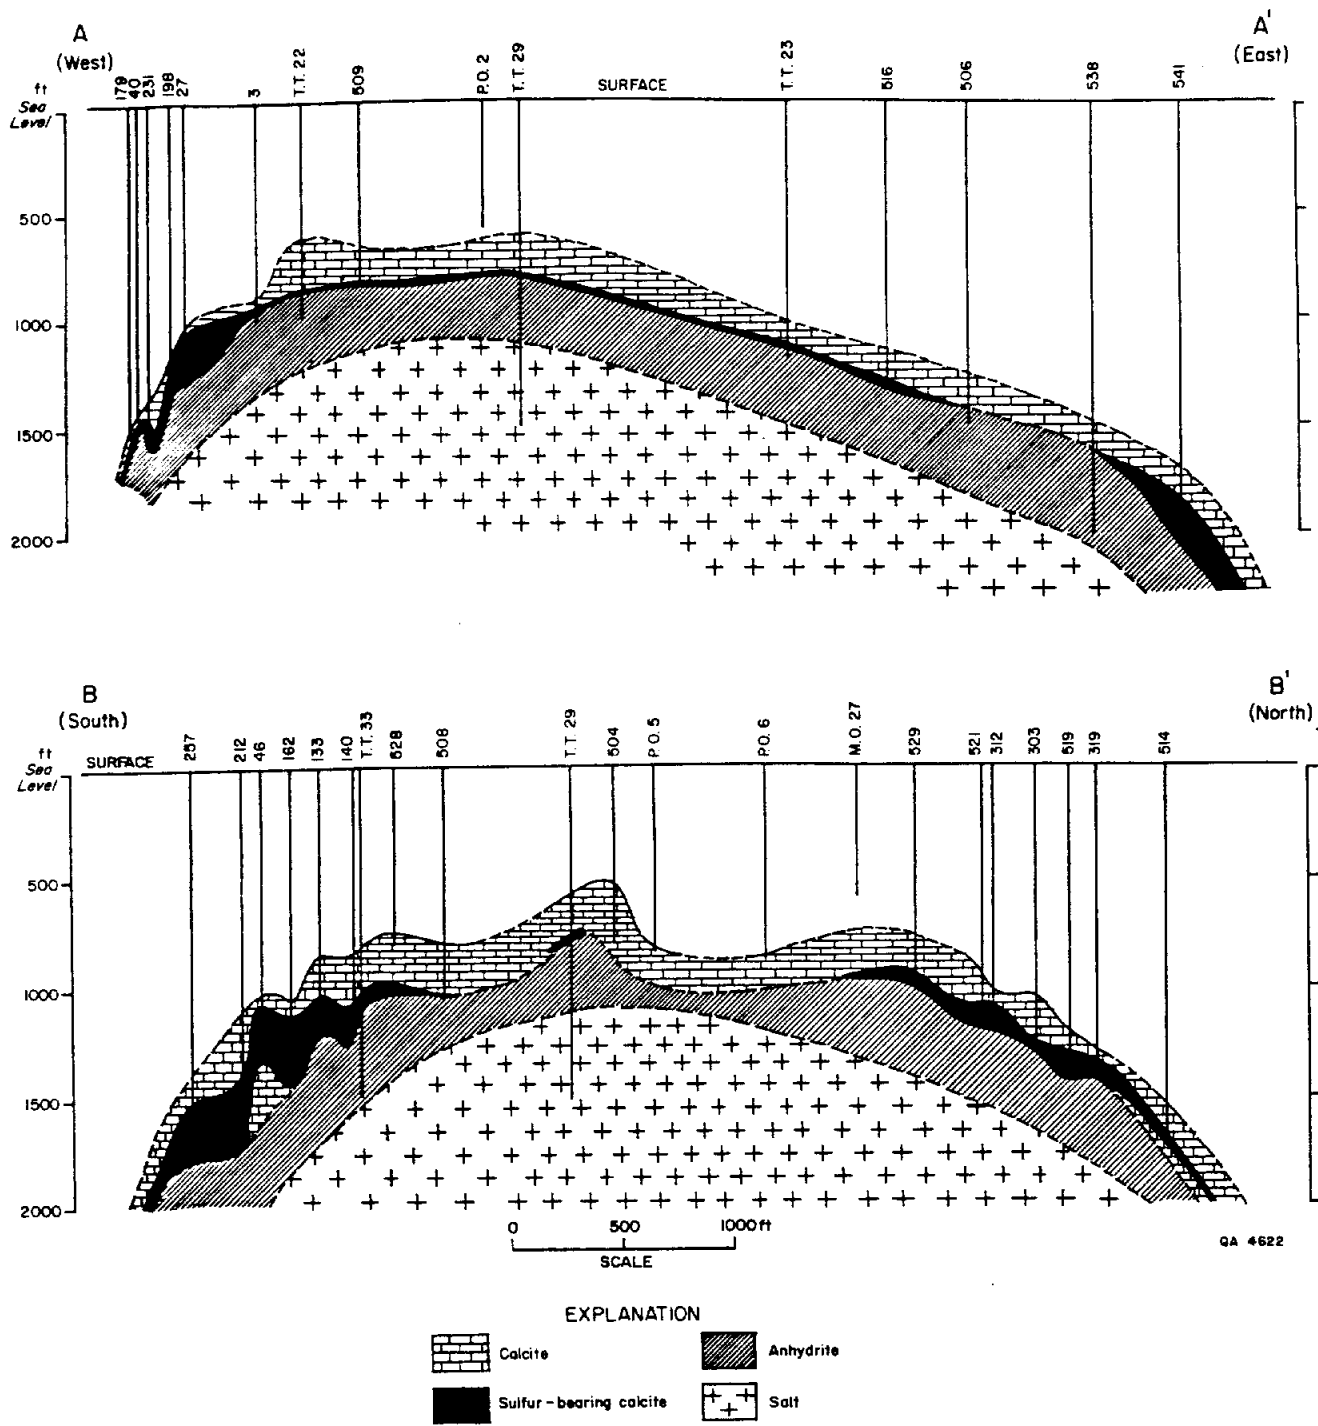 A
(West)
A'
(East)
ft
Sea
Level
179
40
231
198
27
3
T.T. 22
509
P.O. 2
T.T. 29
SURFACE
T.T. 23
516
506
538
541
500
1000
1500
2000
B
(South)
B'
(North)
ft
Sea
Level
SURFACE
257
212
46
162
133
140
T.T. 33
528
508
T.T. 29
504
P.O. 5
P.O. 6
M.O. 27
529
521
312
303
519
319
514
500
1000
1500
2000
0 500 1000 ft
SCALE
QA 4622
EXPLANATION
Calcite Anhydrite
Sulfur-bearing calcite Salt